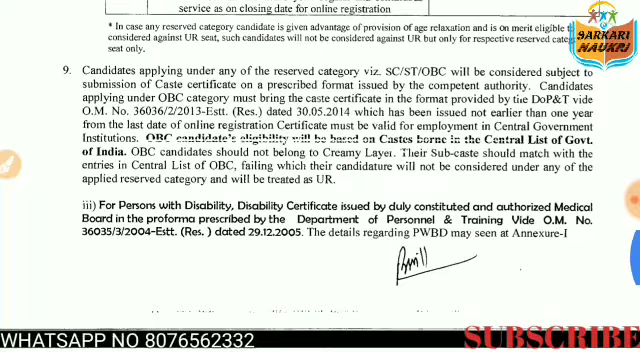 service as on closing date for online registration
* In case any reserved category candidate is given advantage of provision of age relaxation and is on merit eligible
considered against UR seat, such candidates will not be considered against UR but only for respective reserved
seat only.
SARKARI
NAUKRI
9. Candidates applying under any of the reserved category viz. SC/ST/OBC will be considered subject to
submission of Caste certificate on a prescribed format issued by the competent authority. Candidates
applying under OBC category must bring the caste certificate in the format provided by the DoP&T vide
O.M. No. 36036/2/2013-Estt. (Res.) dated 30.05.2014 which has been issued not earlier than one year
from the last date of online registration Certificate must be valid for employment in Central Government
Institutions. OBC candidate's eligibility will be based on Castes borne in the Central List of Govt.
of India. OBC candidates should not belong to Creamy Layer. Their Sub-caste should match with the
entries in Central List of OBC, failing which their candidature will not be considered under any of the
applied reserved category and will be treated as UR.
iii) For Persons with Disability, Disability Certificate issued by duly constituted and authorized Medical
Board in the proforma prescribed by the Department of Personnel & Training Vide O.M. No.
36035/3/2004-Estt. (Res.) dated 29.12.2005. The details regarding PWBD may seen at Annexure-I
WHATSAPP NO 8076562332
SUBSCRIBE